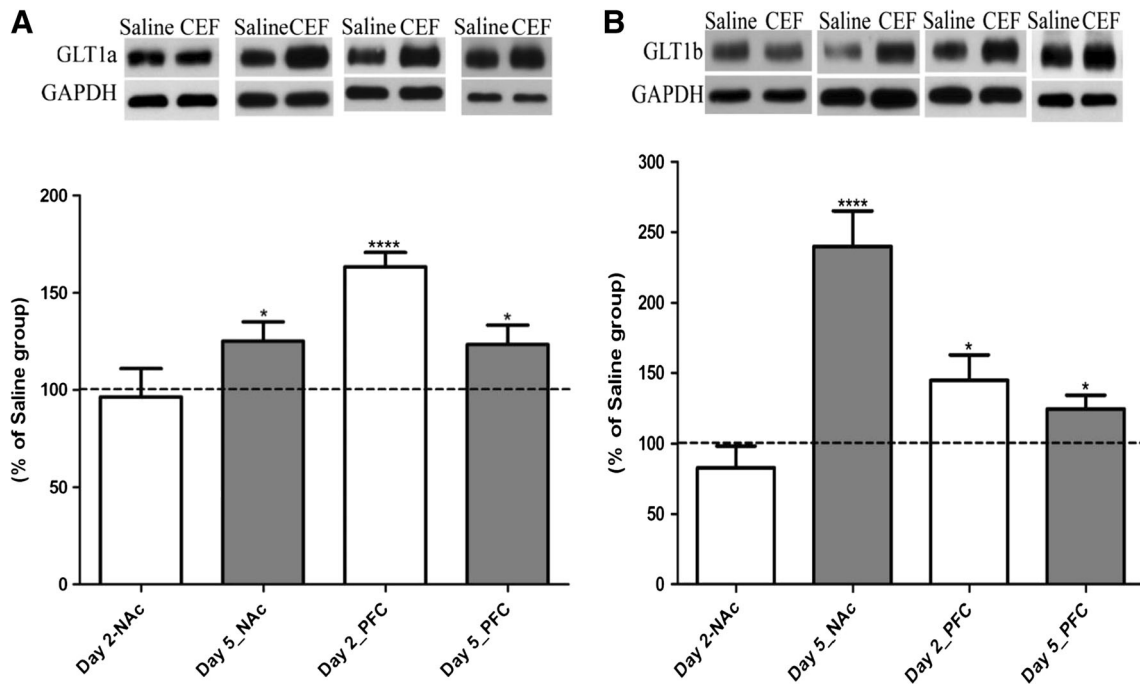 A
Saline CEF SalineCEF Saline CEF Saline CEF
GLT1a
GAPDH
(% of Saline group)
200
150
100
50
0
Day 2-NAc
Day 5_NAc
Day 2_PFC
Day 5_PFC
*
****
*
B
Saline CEF Saline CEF Saline CEF Saline CEF
GLT1b
GAPDH
(% of Saline group)
300
250
200
150
100
50
0
Day 2-NAc
Day 5_NAc
Day 2_PFC
Day 5_PFC
****
*
*